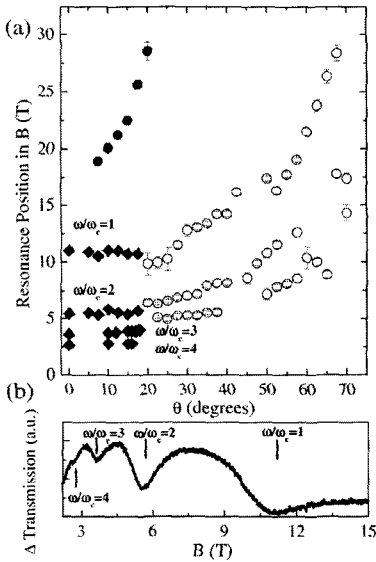 (a)
30
25
20
15
10
5
0
Resonance Position in B (T)
ω/ω_c=1
ω/ω_c=2
ω/ω_c=3
ω/ω_c=4
0 10 20 30 40 50 60 70
θ (degrees)
(b)
Δ Transmission (a.u.)
ω/ω_c=3
ω/ω_c=2
ω/ω_c=1
ω/ω_c=4
3 6 9 12 15
B (T)